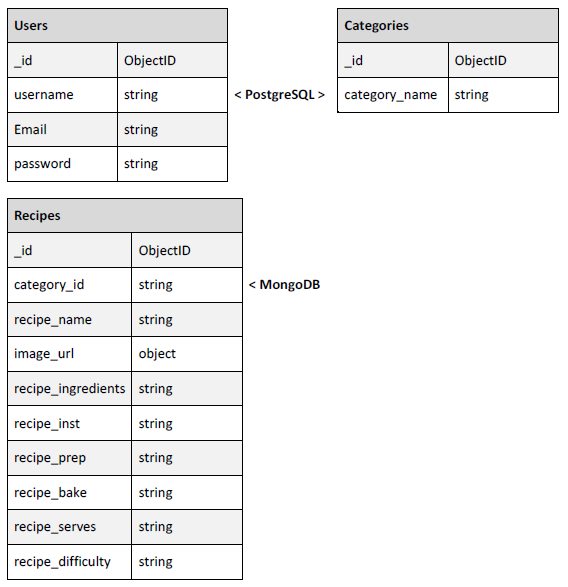 Users
_id ObjectID
username string
Email string
password string
< PostgreSQL >
Categories
_id ObjectID
category_name string
Recipes
_id ObjectID
category_id string
recipe_name string
image_url object
recipe_ingredients string
recipe_inst string
recipe_prep string
recipe_bake string
recipe_serves string
recipe_difficulty string
< MongoDB